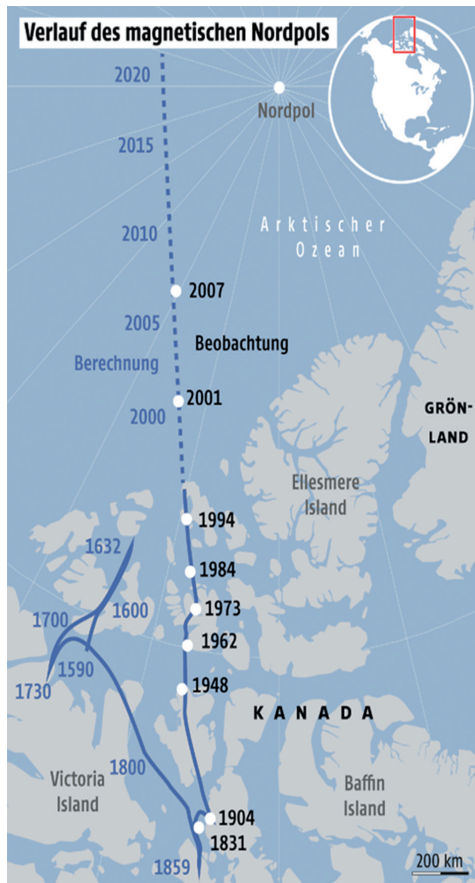 Verlauf des magnetischen Nordpols
2020
Nordpol
2015
Arktischer
Ozean
2010
2007
2005
Beobachtung
Berechnung
2001
2000
GRÖN-
LAND
Ellesmere
Island
1994
1632
1984
1600
1973
1700
1962
1590
1730
1948
KANADA
1800
Victoria
Island
Baffin
Island
1904
1831
1859
200 km